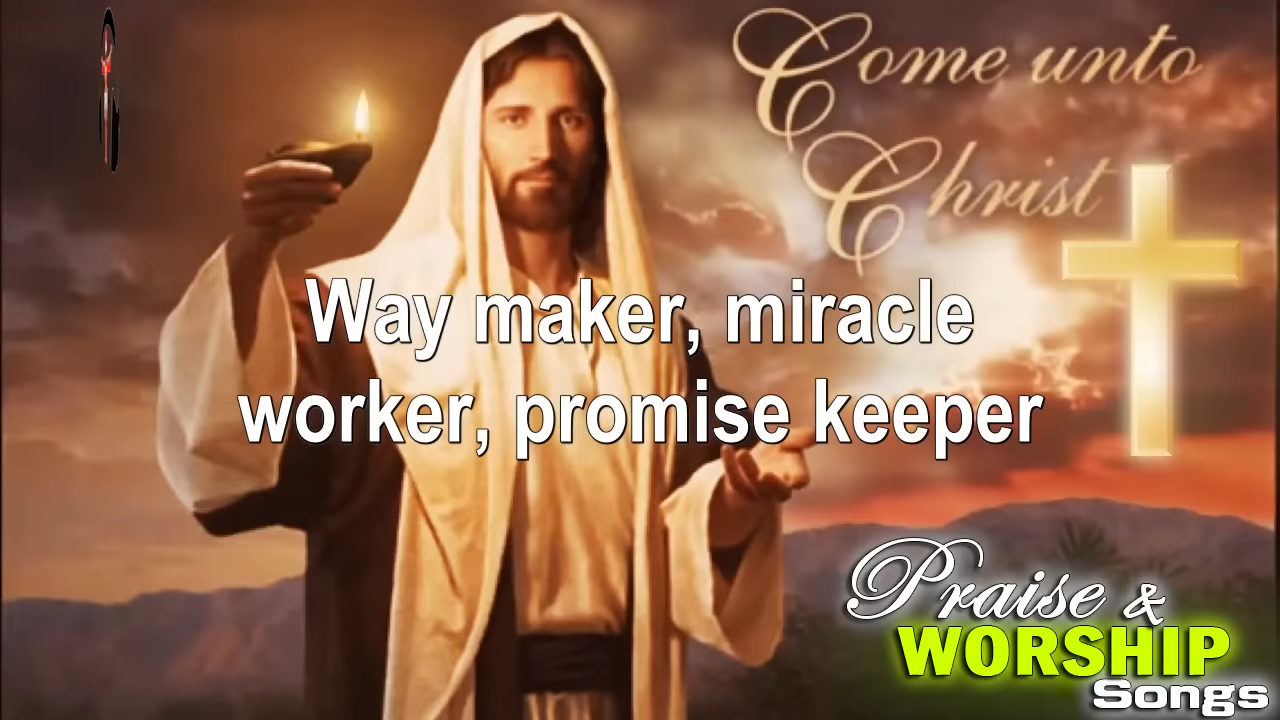 Come unto
Christ
Way maker, miracle
worker, promise keeper
Praise &
WORSHIP
Songs